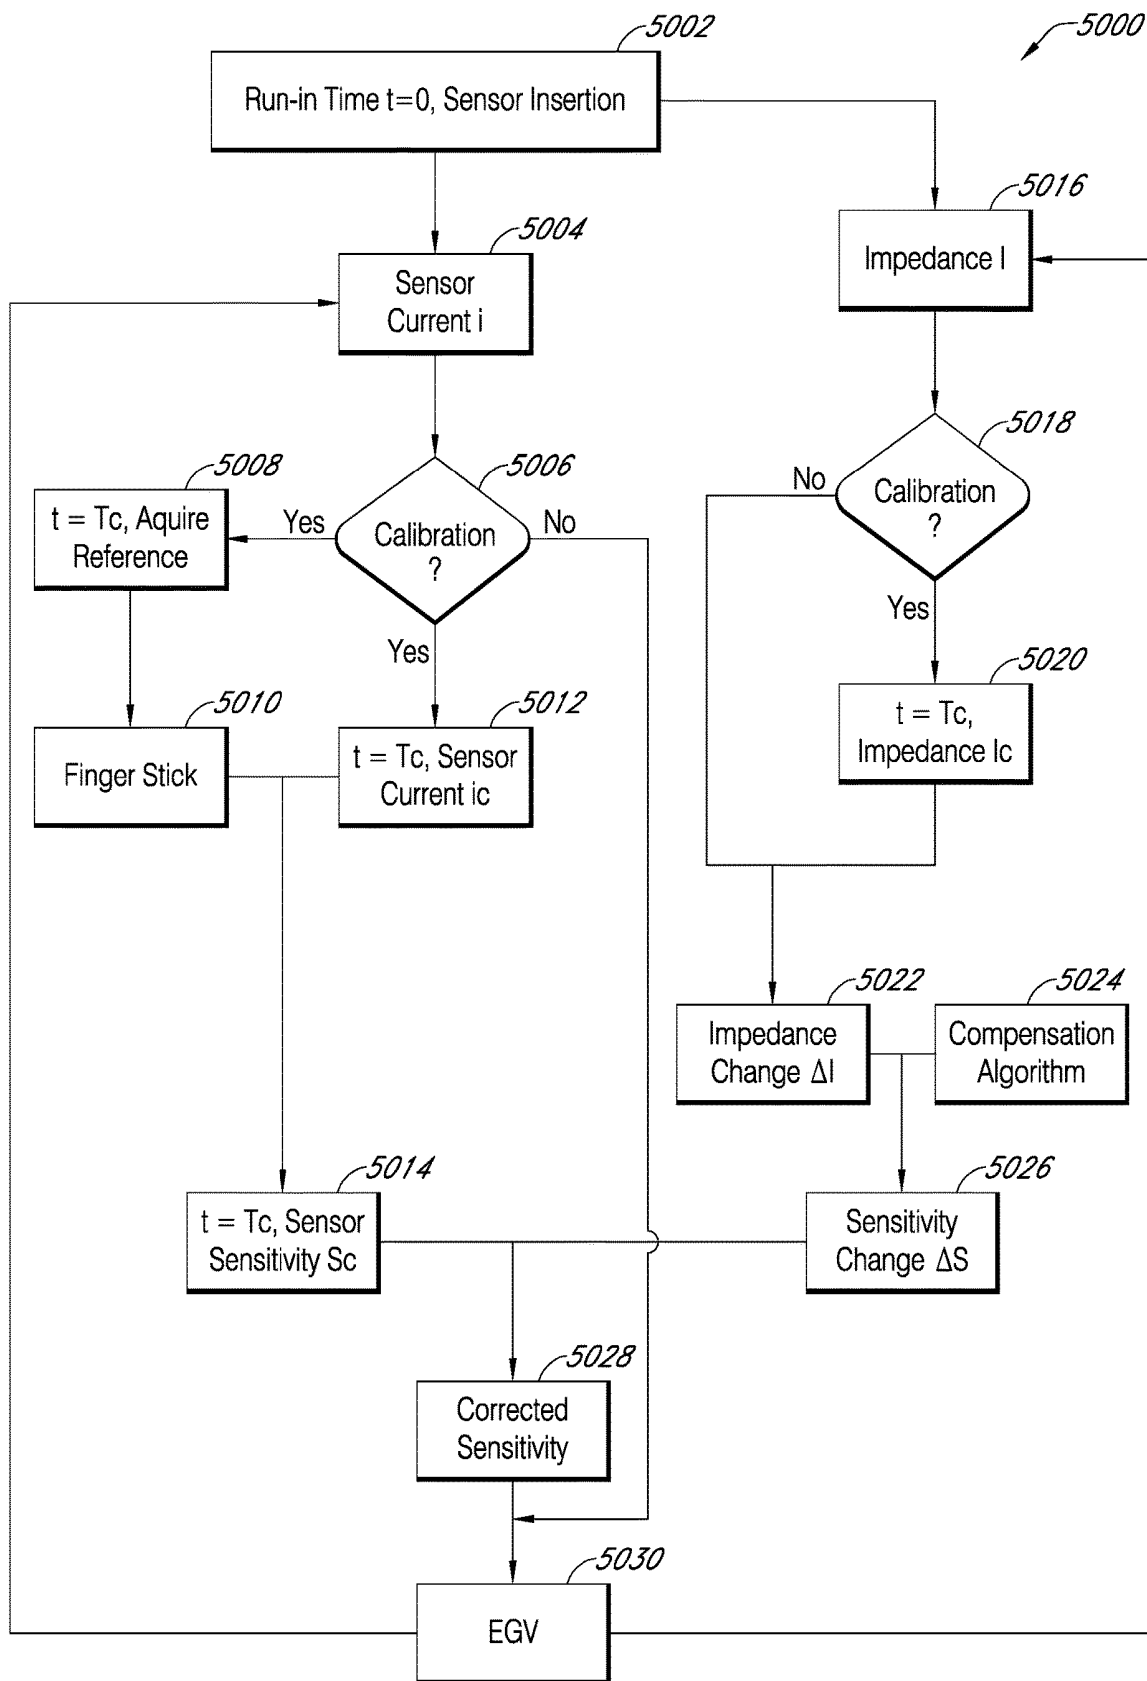 5000
5002
Run-in Time t=0, Sensor Insertion
5004
Sensor
Current i
5006
Calibration
?
Yes
No
Yes
5008
t = Tc, Aquire
Reference
5010
Finger Stick
5012
t = Tc, Sensor
Current ic
5014
t = Tc, Sensor
Sensitivity Sc
5016
Impedance I
5018
Calibration
?
No
Yes
5020
t = Tc,
Impedance Ic
5022
Impedance
Change ΔI
5024
Compensation
Algorithm
5026
Sensitivity
Change ΔS
5028
Corrected
Sensitivity
5030
EGV